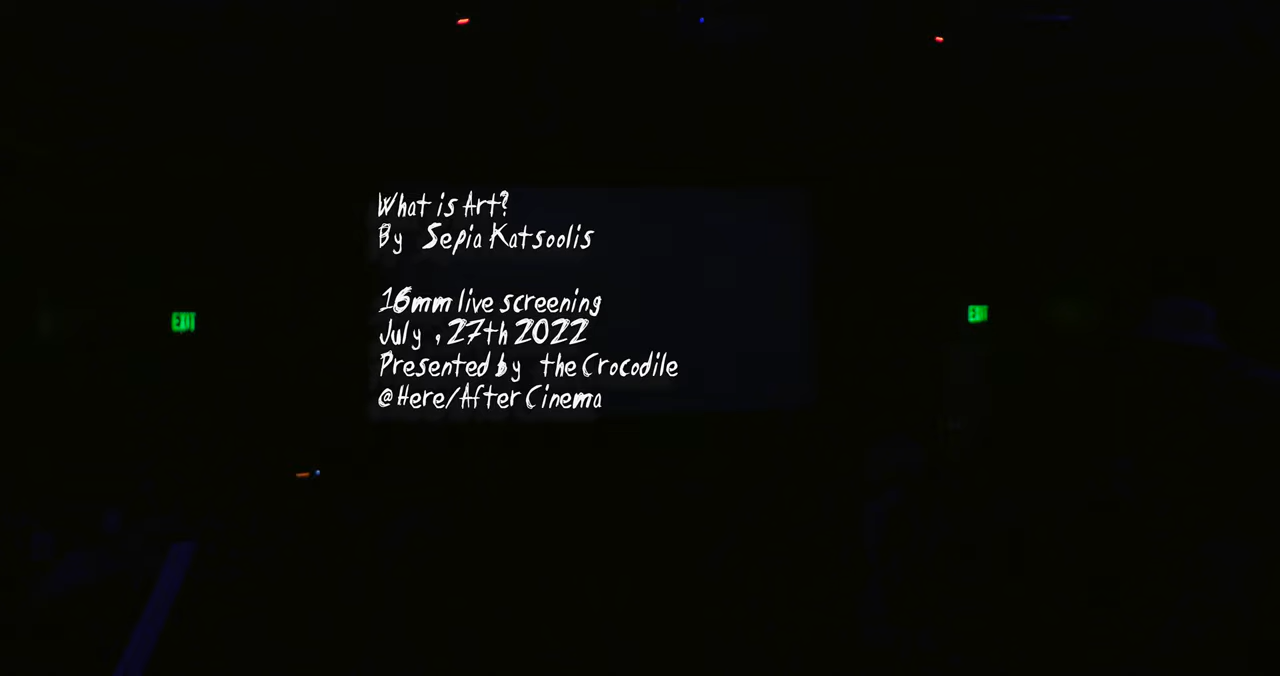 What is Art?
By Sepia Katsoolis
16mm live screening
July , 27th 2022
Presented by the Crocodile
@Here/After Cinema
EXIT
EXIT